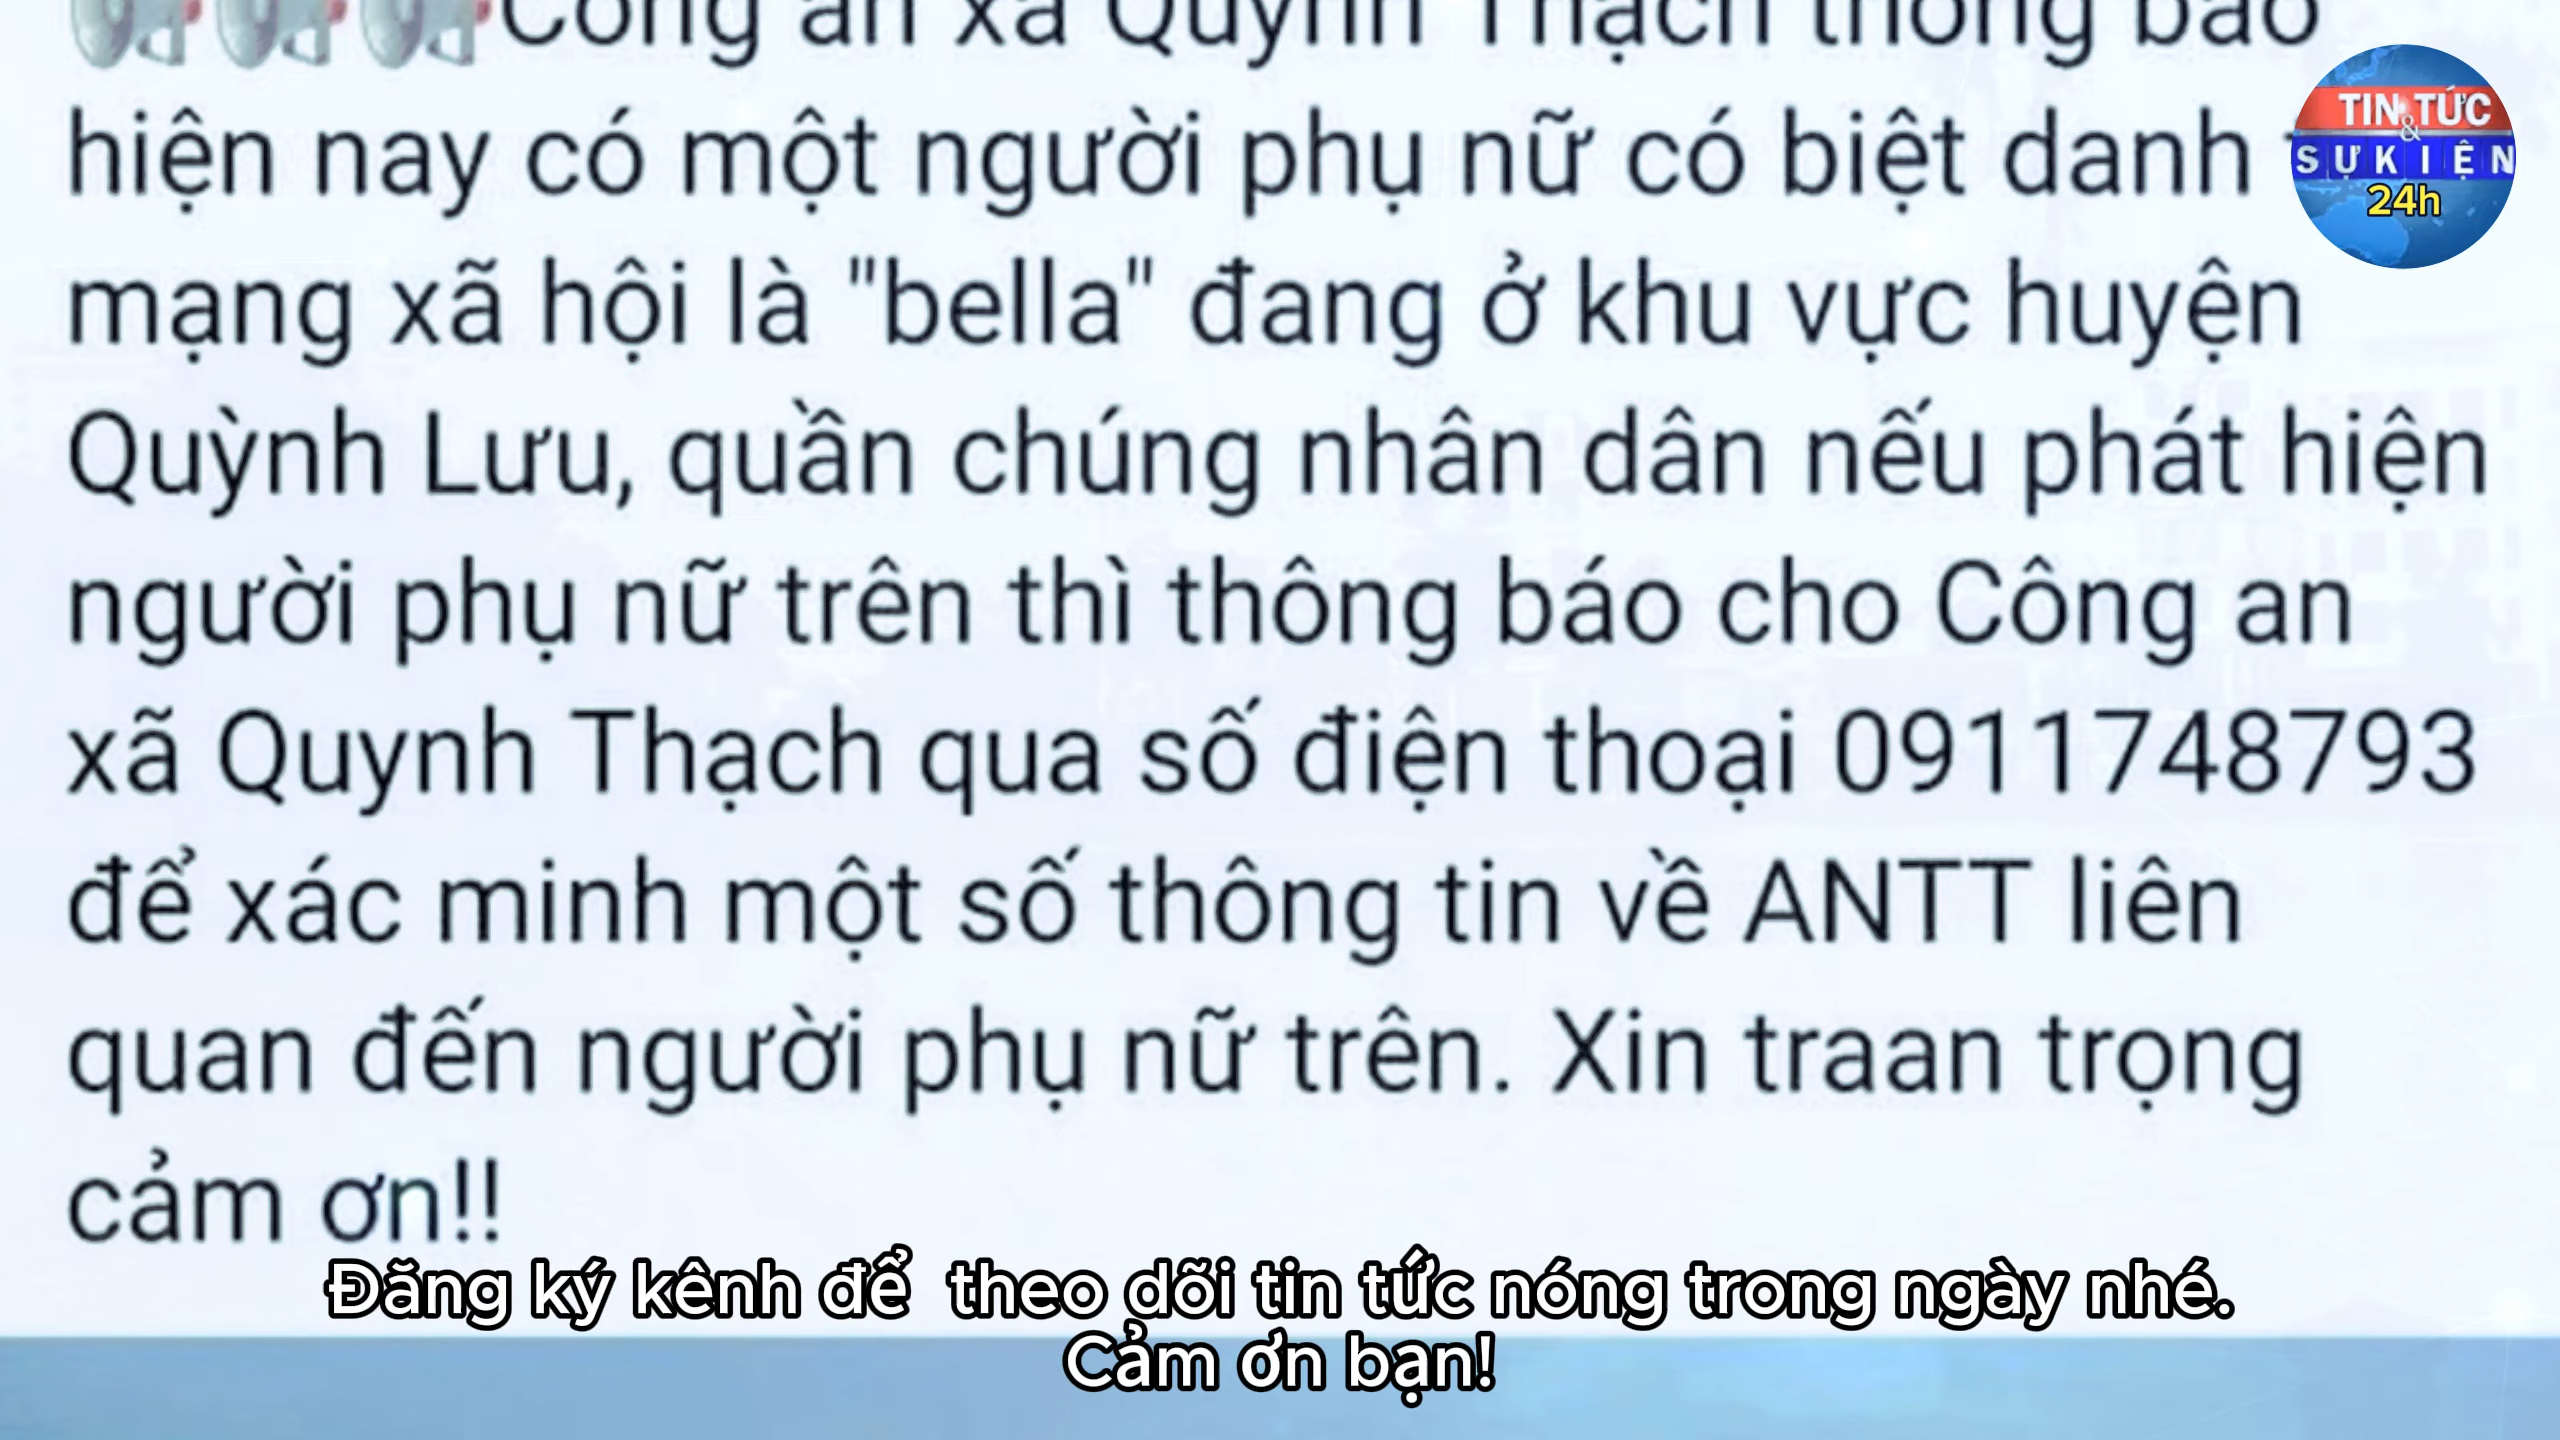 Công an xã Quỳnh Thạch thông báo
hiện nay có một người phụ nữ có biệt danh
mạng xã hội là "bella" đang ở khu vực huyện
Quỳnh Lưu, quần chúng nhân dân nếu phát hiện
người phụ nữ trên thì thông báo cho Công an
xã Quynh Thạch qua số điện thoại 0911748793
để xác minh một số thông tin về ANTT liên
quan đến người phụ nữ trên. Xin traan trọng
cảm ơn!!
TIN TỨC
&
SỰ KIỆN
24h
Đăng ký kênh để theo dõi tin tức nóng trong ngày nhé.
Cảm ơn bạn!